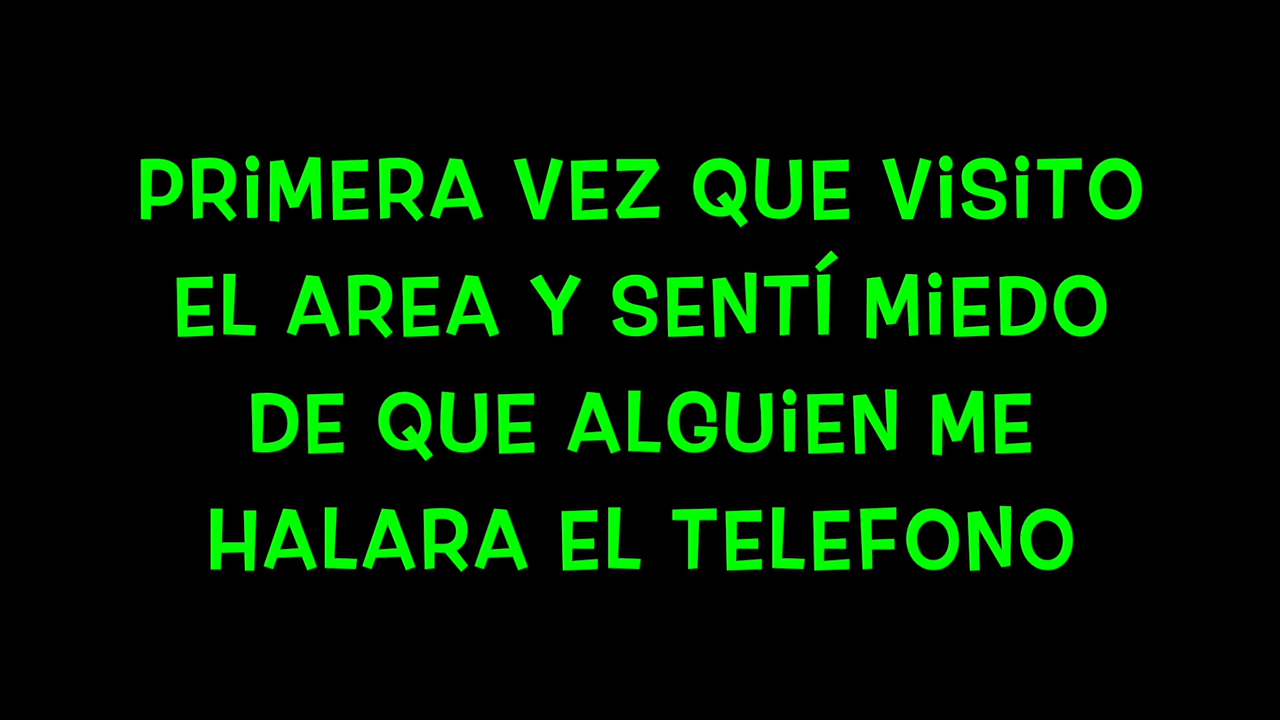 PRIMERA VEZ QUE VISITO
EL AREA Y SENTÍ MIEDO
DE QUE ALGUIEN ME
HALARA EL TELEFONO